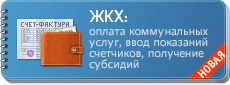 ЖКХ:
СЧЕТ-ФАКТУРА
оплата коммунальных
услуг, ввод показаний
счетчиков, получение
субсидий
НОВАЯ